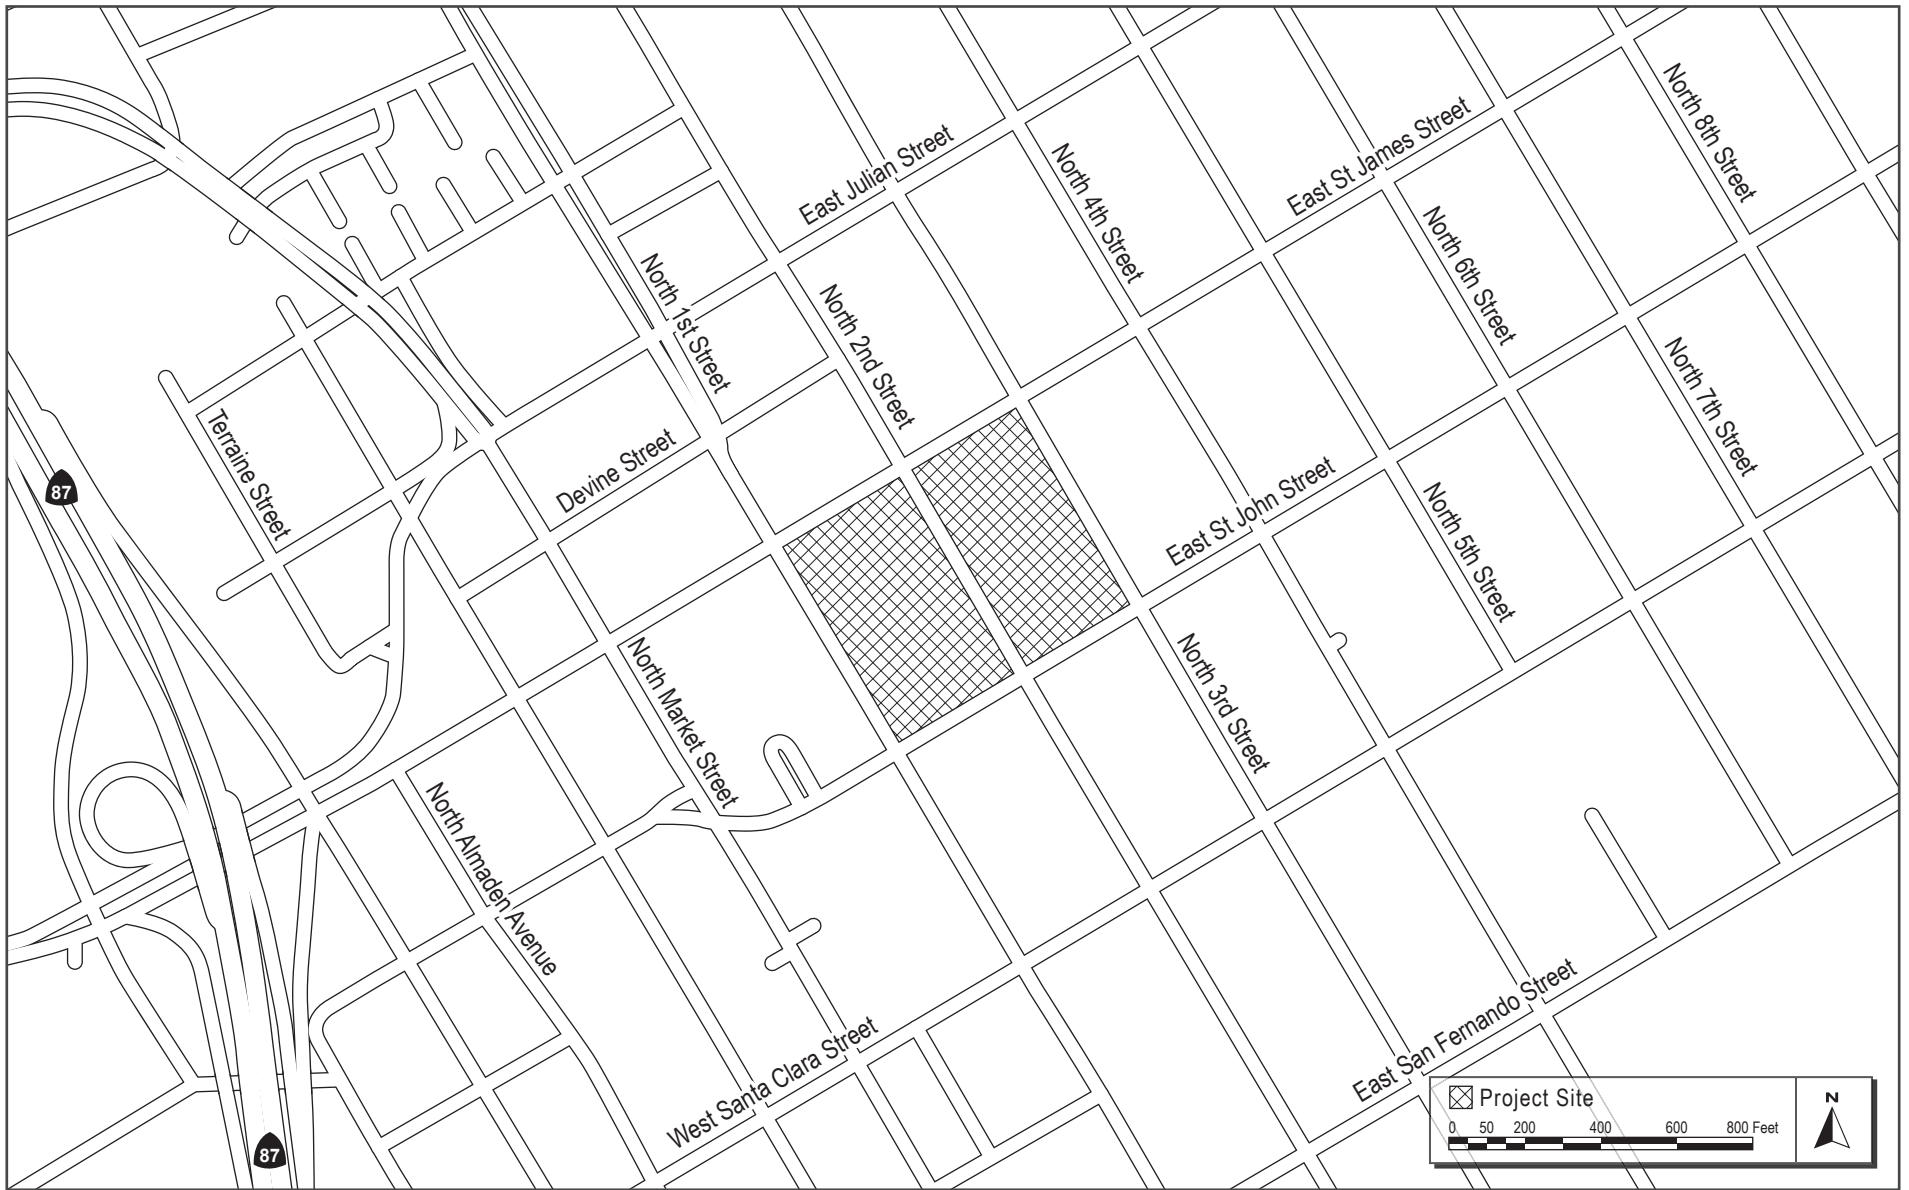 North 8th Street
East St James Street
East Julian Street
North 4th Street
North 6th Street
North 1st Street
North 2nd Street
North 7th Street
Terraine Street
Devine Street
87
East St John Street
North 5th Street
North 3rd Street
North Market Street
North Almaden Avenue
East San Fernando Street
West Santa Clara Street
87
Project Site
0 50 200 400 600 800 Feet
N